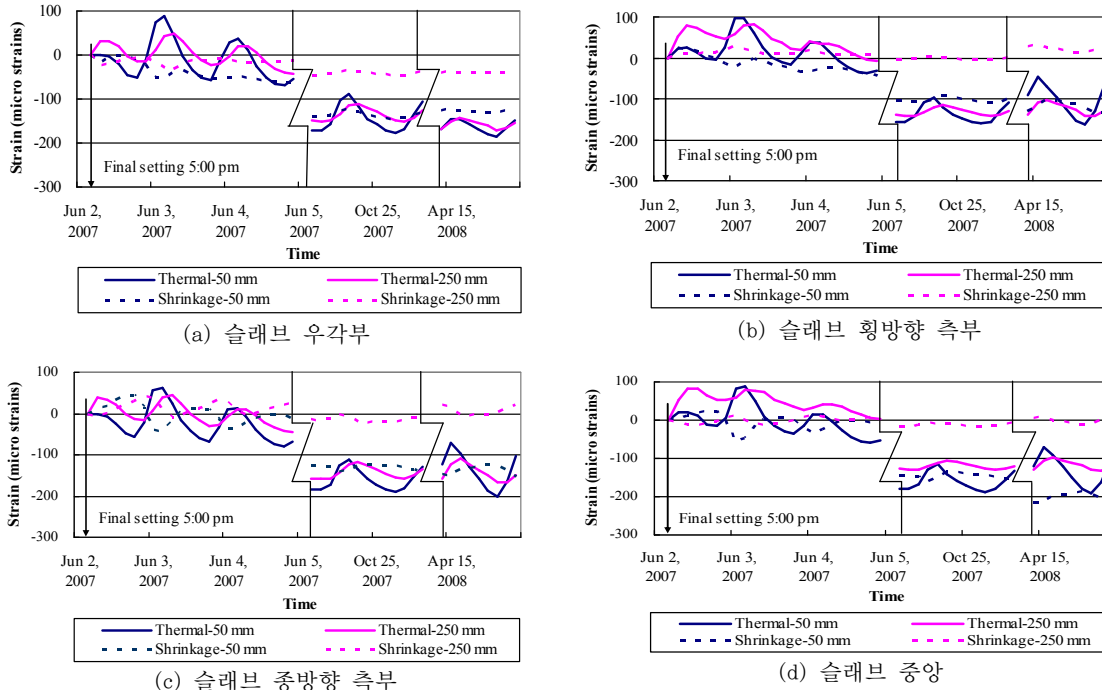 Strain (micro strains)
100
0
-100
-200
-300
Final setting 5:00 pm
Jun 2, 2007
Jun 3, 2007
Jun 4, 2007
Jun 5, 2007
Oct 25, 2007
Apr 15, 2008
Time
Thermal-50 mm
Thermal-250 mm
Shrinkage-50 mm
Shrinkage-250 mm
(a) 슬래브 우각부
Strain (micro strains)
100
0
-100
-200
-300
Final setting 5:00 pm
Jun 2, 2007
Jun 3, 2007
Jun 4, 2007
Jun 5, 2007
Oct 25, 2007
Apr 15, 2008
Time
Thermal-50 mm
Thermal-250 mm
Shrinkage-50 mm
Shrinkage-250 mm
(b) 슬래브 횡방향 측부
Strain (micro strains)
100
0
-100
-200
-300
Final setting 5:00 pm
Jun 2, 2007
Jun 3, 2007
Jun 4, 2007
Jun 5, 2007
Oct 25, 2007
Apr 15, 2008
Time
Thermal-50 mm
Thermal-250 mm
Shrinkage-50 mm
Shrinkage-250 mm
(c) 슬래브 종방향 측부
Strain (micro strains)
100
0
-100
-200
-300
Final setting 5:00 pm
Jun 2, 2007
Jun 3, 2007
Jun 4, 2007
Jun 5, 2007
Oct 25, 2007
Apr 15, 2008
Time
Thermal-50 mm
Thermal-250 mm
Shrinkage-50 mm
Shrinkage-250 mm
(d) 슬래브 중앙